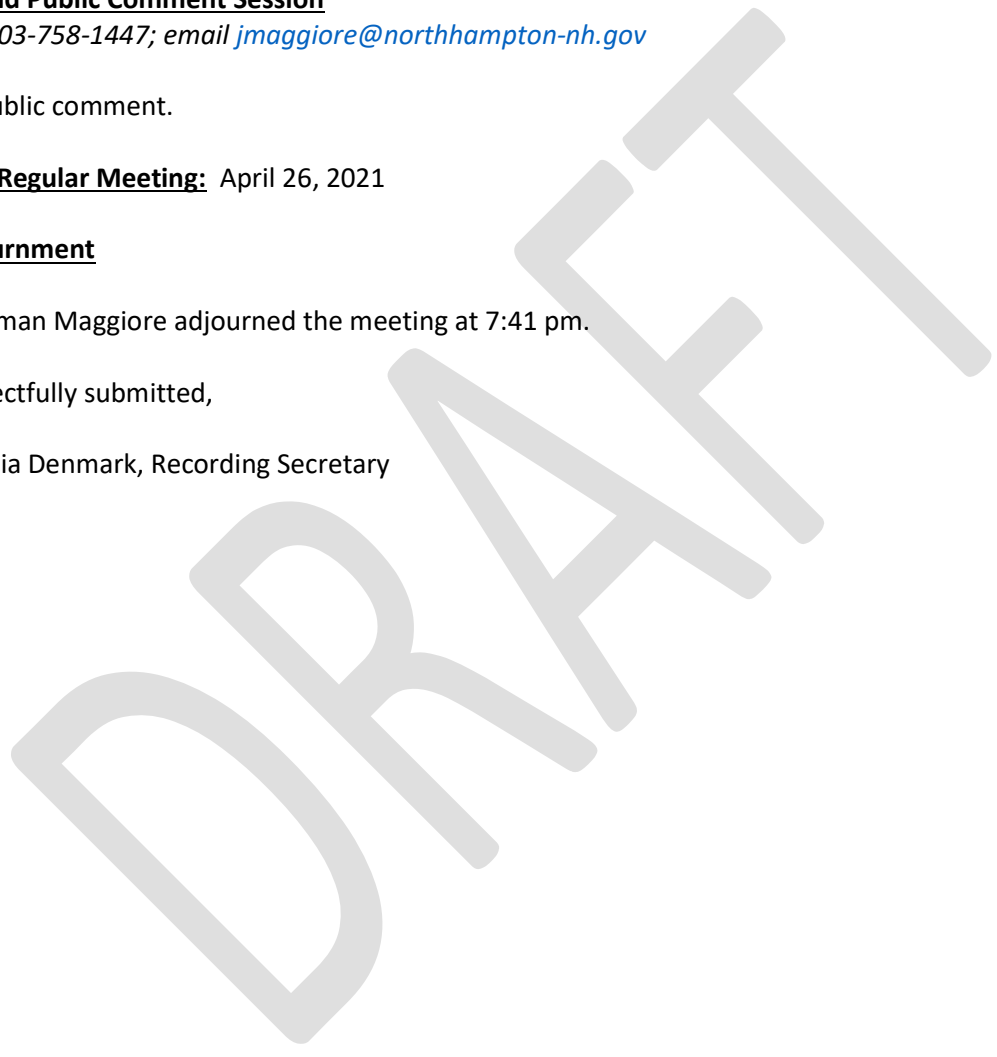 nd Public Comment Session
03-758-1447; email jmaggiore@northhampton-nh.gov
ublic comment.
Regular Meeting: April 26, 2021
urnment
man Maggiore adjourned the meeting at 7:41 pm.
ectfully submitted,
ia Denmark, Recording Secretary
DRAFT